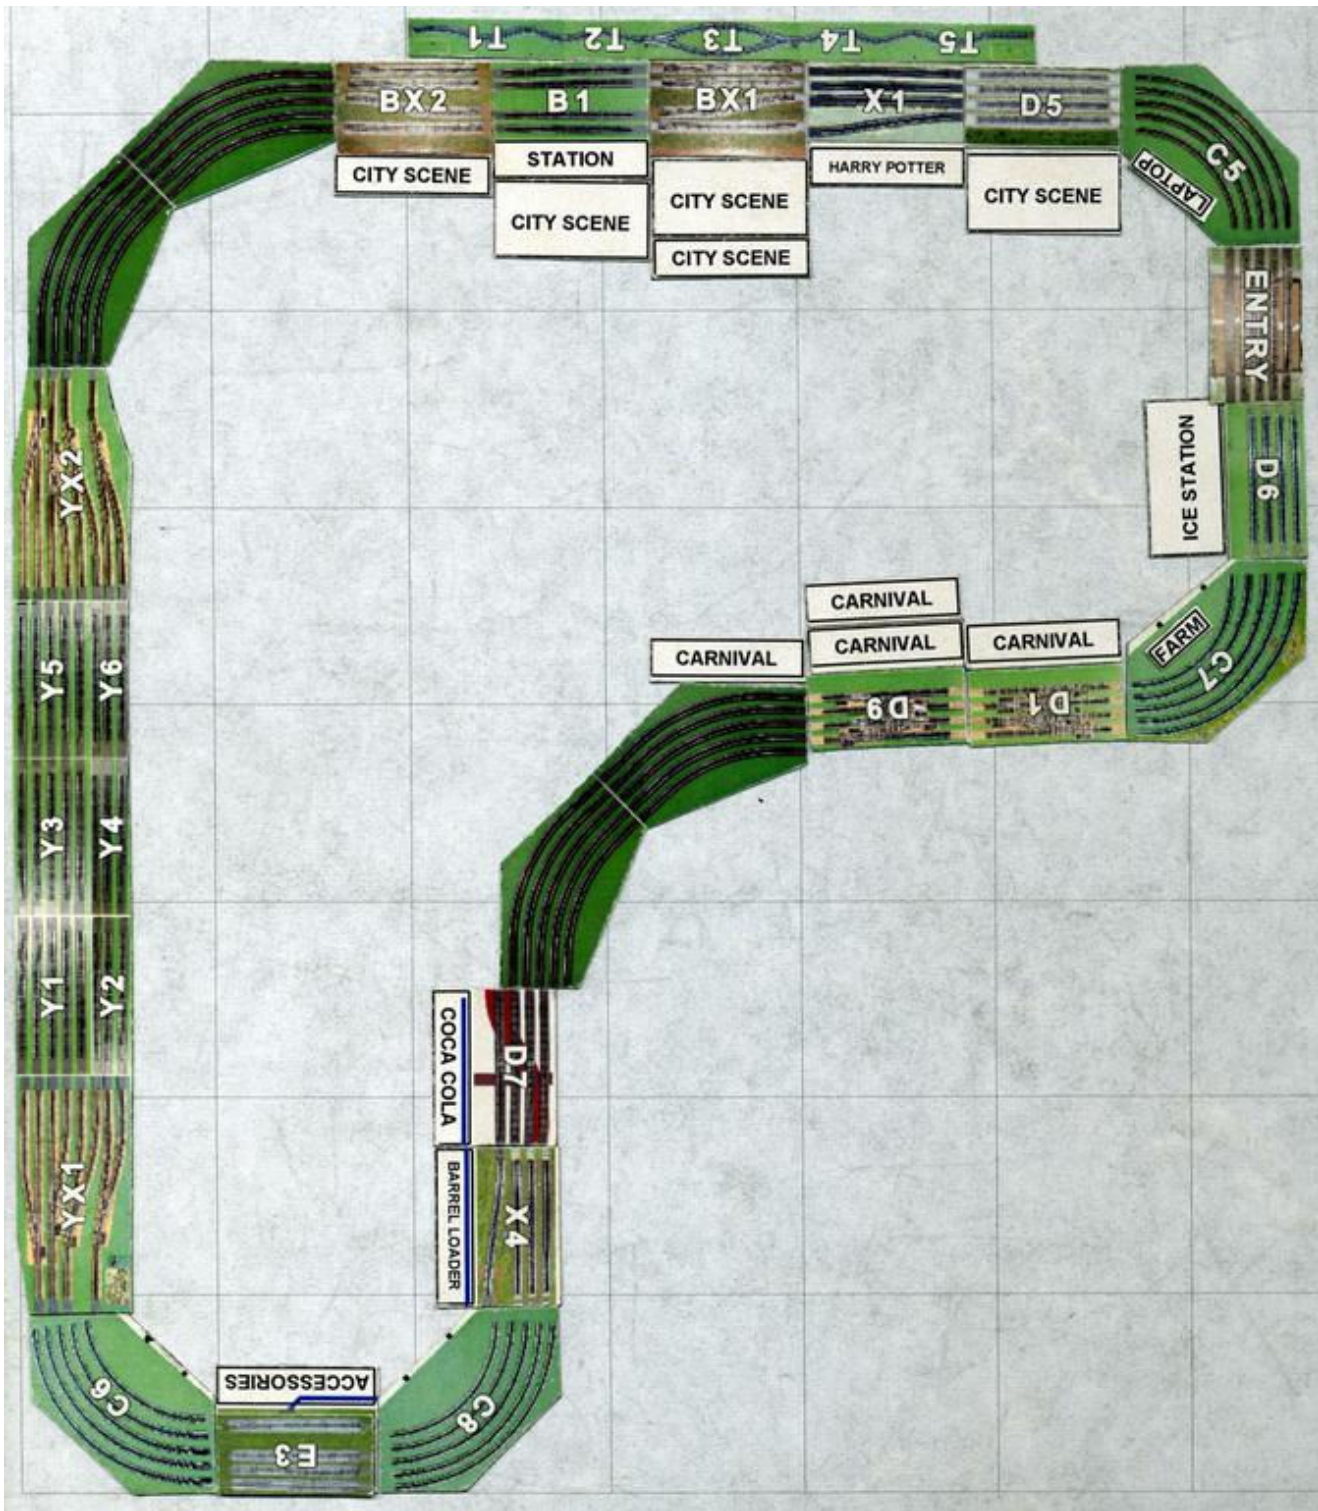 T1 T2 T3 T4 T5
BX2 B1 BX1 X1 D5
CITY SCENE
STATION
CITY SCENE
CITY SCENE
CITY SCENE
HARRY POTTER
CITY SCENE
C5
LAPTOP
ENTRY
ICE STATION
D6
FARM
C7
CARNIVAL
CARNIVAL
CARNIVAL
CARNIVAL
D9
D1
YX2
Y5
Y6
Y3
Y4
Y1
Y2
YX1
COCA COLA
D7
BARREL LOADER
X4
C6
ACCESSORIES
E3
C8